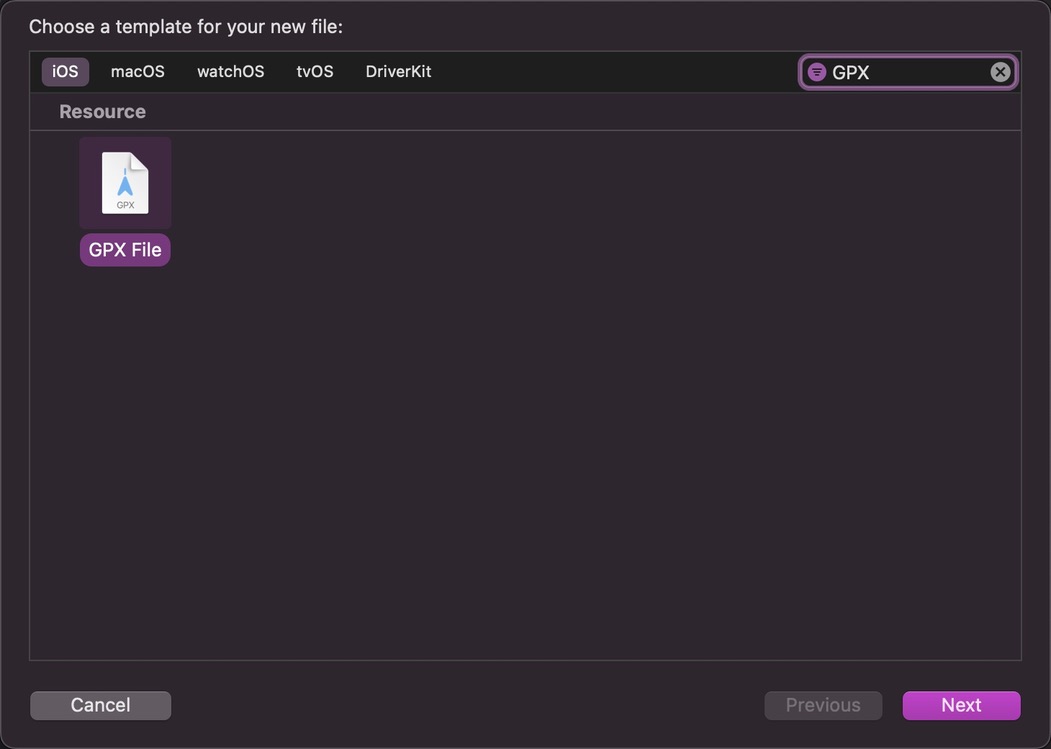 Choose a template for your new file:
iOS macOS watchOS tvOS DriverKit GPX
Resource
GPX
GPX File
Cancel Previous Next